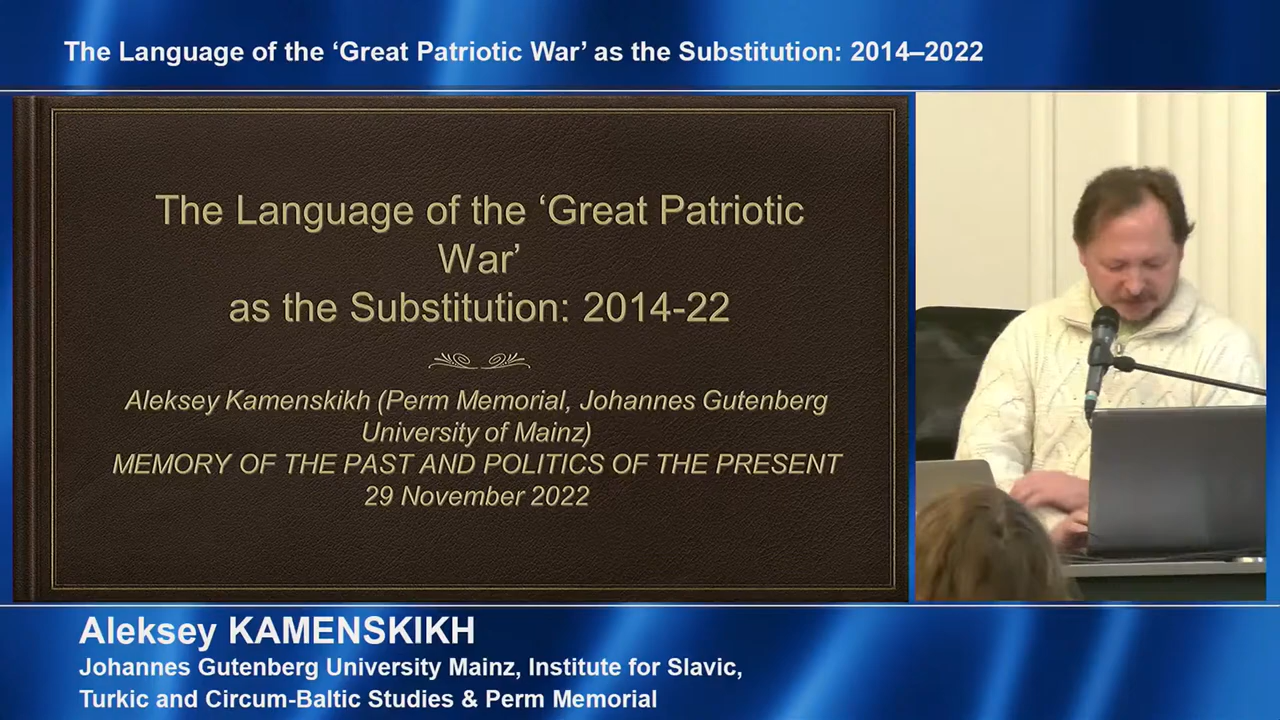 The Language of the ‘Great Patriotic War’ as the Substitution: 2014–2022
The Language of the ‘Great Patriotic
War’
as the Substitution: 2014-22
Aleksey Kamenskikh (Perm Memorial, Johannes Gutenberg
University of Mainz)
MEMORY OF THE PAST AND POLITICS OF THE PRESENT
29 November 2022
Aleksey KAMENSKIKH
Johannes Gutenberg University Mainz, Institute for Slavic,
Turkic and Circum-Baltic Studies & Perm Memorial